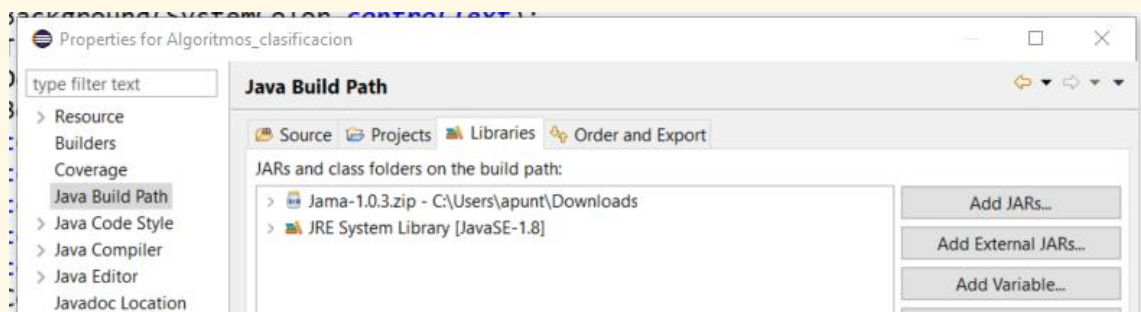 Background(SystemColor.controlText);
Properties for Algoritmos_clasificacion
type filter text
Resource
Builders
Coverage
Java Build Path
Java Code Style
Java Compiler
Java Editor
Javadoc Location
Java Build Path
Source Projects Libraries Order and Export
JARs and class folders on the build path:
Jama-1.0.3.zip - C:\Users\apunt\Downloads
JRE System Library [JavaSE-1.8]
Add JARs...
Add External JARs...
Add Variable...